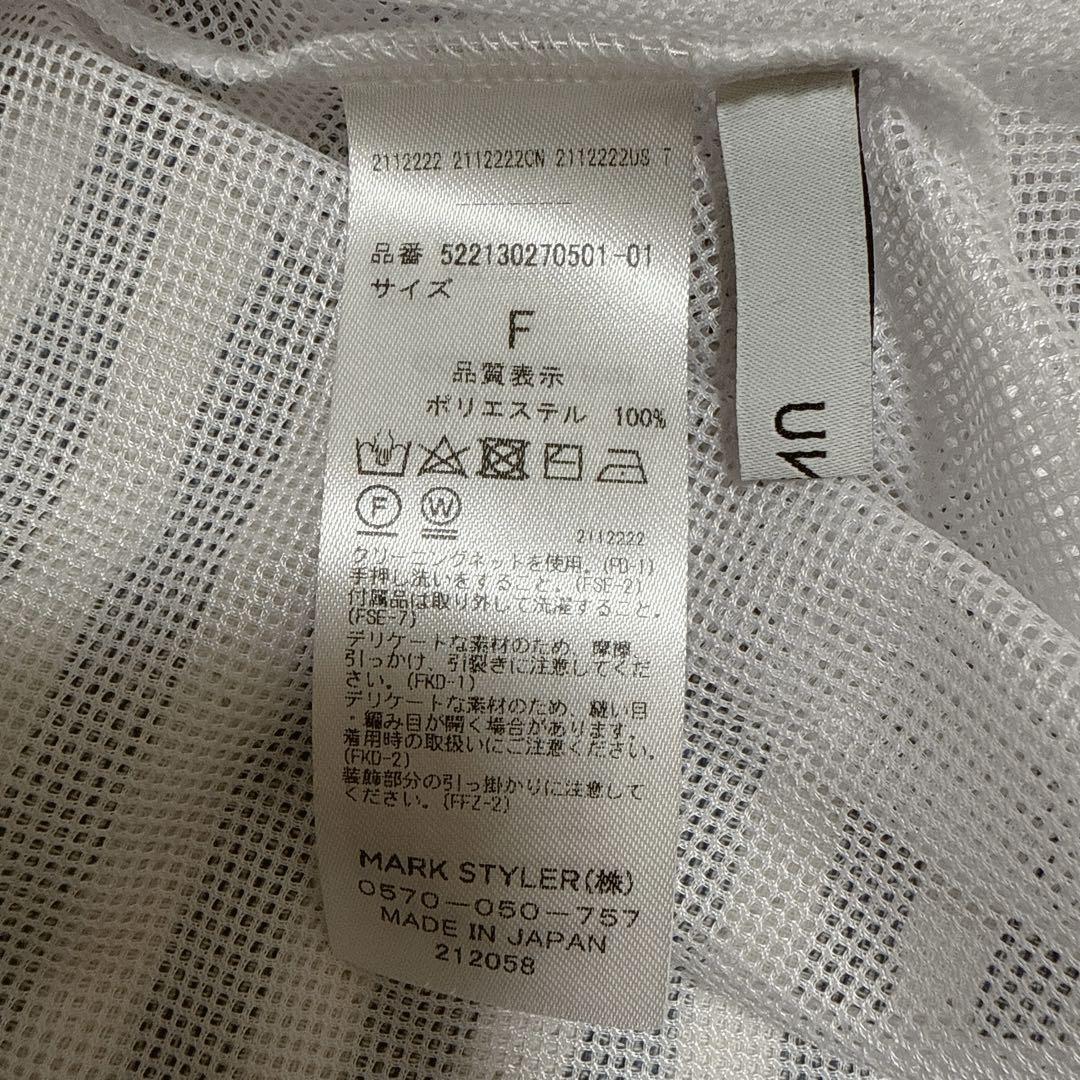 2112222 2112222CN 2112222US 7
品番 522130270501-01
サイズ
F
品質表示
ポリエステル 100%
F W
2112222
クリーニングネットを使用。(FD-1)
手押し洗いをすること。(FSE-2)
付属品は取り外して洗濯すること。
(FSE-7)
デリケートな素材のため、摩擦、
引っかけ、引裂きに注意してくだ
さい。(FKD-1)
デリケートな素材のため、縫い目
・編み目が開く場合があります。
着用時の取扱いにご注意ください。
(FKD-2)
装飾部分の引っ掛かりに注意して
ください。(FFZ-2)
MARK STYLER(株)
0570-050-757
MADE IN JAPAN
212058